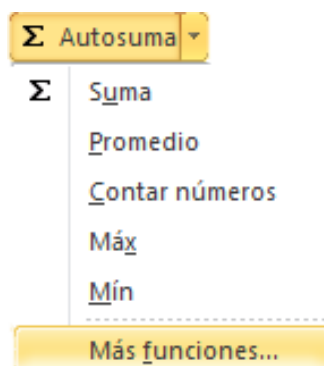 Σ Autosuma
Σ Suma
Promedio
Contar números
Máx
Mín
Más funciones...